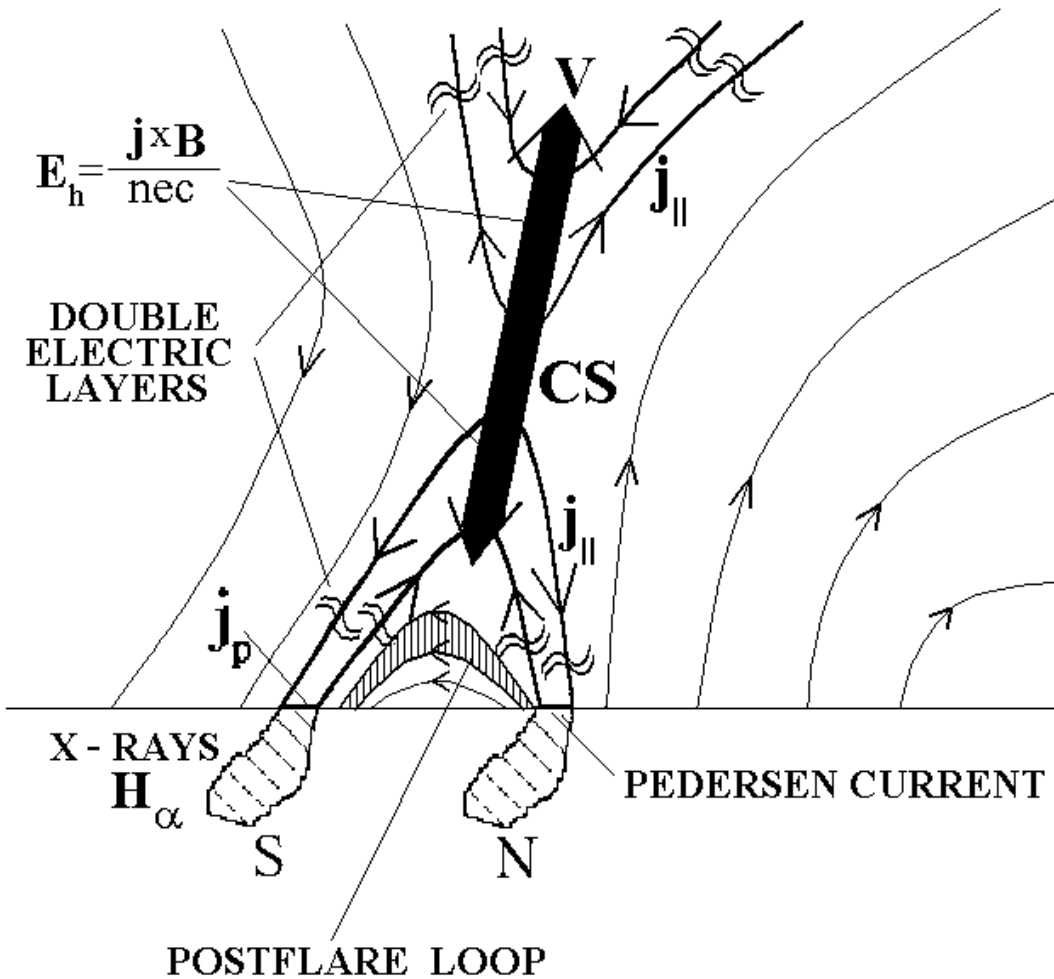 V
E_h = j x B / nec
j_||
DOUBLE
ELECTRIC
LAYERS
CS
j_||
j_p
X - RAYS
H_α
PEDERSEN CURRENT
S
N
POSTFLARE LOOP